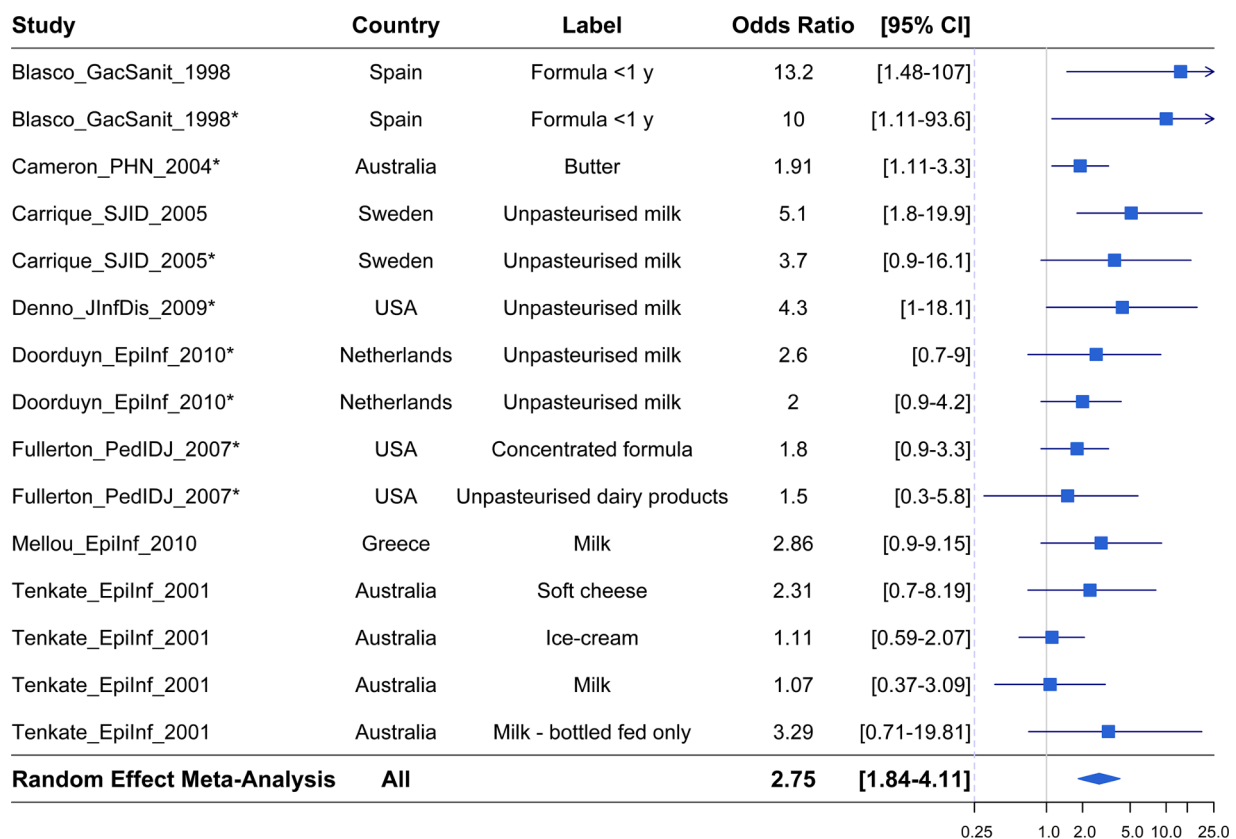 Study Country Label Odds Ratio [95% CI]
Blasco_GacSanit_1998 Spain Formula <1 y 13.2 [1.48-107]
Blasco_GacSanit_1998* Spain Formula <1 y 10 [1.11-93.6]
Cameron_PHN_2004* Australia Butter 1.91 [1.11-3.3]
Carrique_SJID_2005 Sweden Unpasteurised milk 5.1 [1.8-19.9]
Carrique_SJID_2005* Sweden Unpasteurised milk 3.7 [0.9-16.1]
Denno_JInfDis_2009* USA Unpasteurised milk 4.3 [1-18.1]
Doorduyn_EpiInf_2010* Netherlands Unpasteurised milk 2.6 [0.7-9]
Doorduyn_EpiInf_2010* Netherlands Unpasteurised milk 2 [0.9-4.2]
Fullerton_PedIDJ_2007* USA Concentrated formula 1.8 [0.9-3.3]
Fullerton_PedIDJ_2007* USA Unpasteurised dairy products 1.5 [0.3-5.8]
Mellou_EpiInf_2010 Greece Milk 2.86 [0.9-9.15]
Tenkate_EpiInf_2001 Australia Soft cheese 2.31 [0.7-8.19]
Tenkate_EpiInf_2001 Australia Ice-cream 1.11 [0.59-2.07]
Tenkate_EpiInf_2001 Australia Milk 1.07 [0.37-3.09]
Tenkate_EpiInf_2001 Australia Milk - bottled fed only 3.29 [0.71-19.81]
Random Effect Meta-Analysis All 2.75 [1.84-4.11]
0.25 1.0 2.0 5.0 10.0 25.0